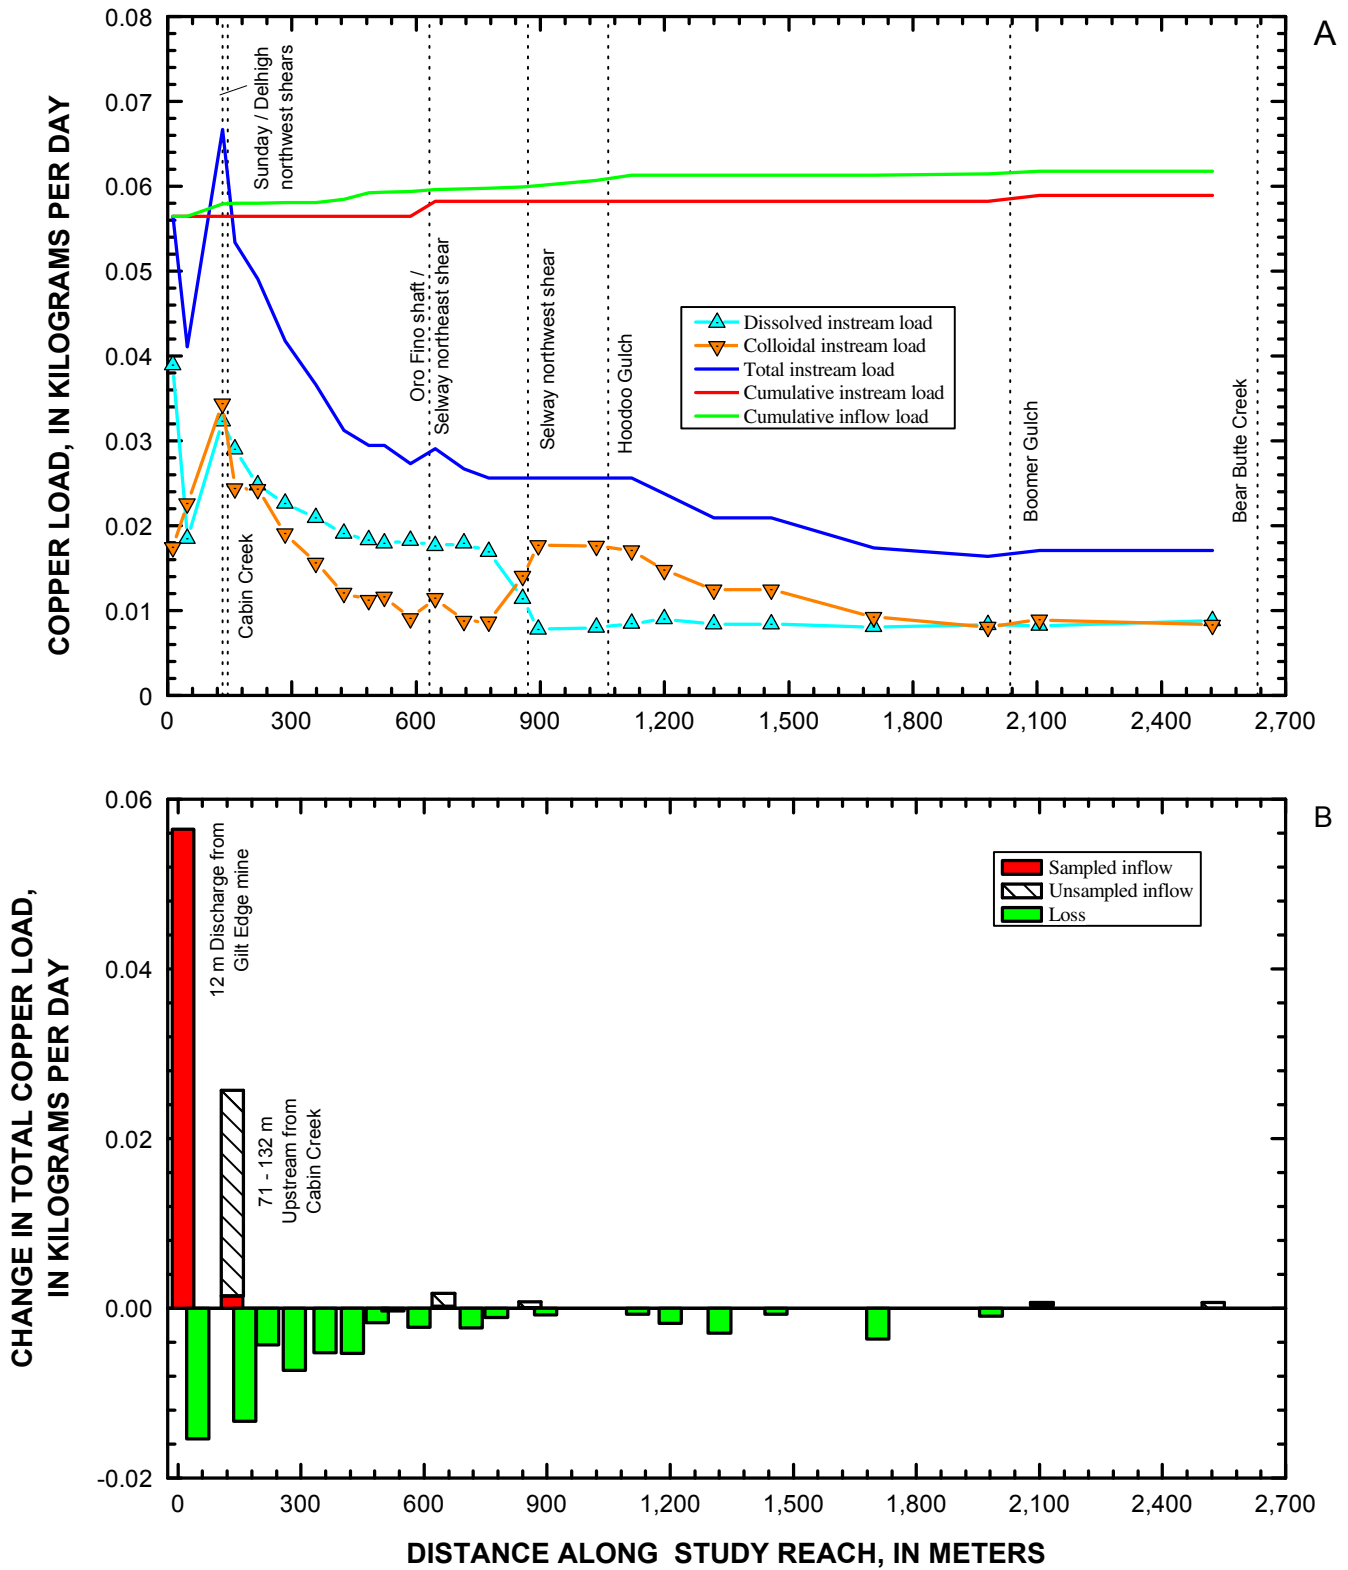 A
COPPER LOAD, IN KILOGRAMS PER DAY
0.08
0.07
0.06
0.05
0.04
0.03
0.02
0.01
0
Sunday / Delhigh
northwest shears
Cabin Creek
Oro Fino shaft /
Selway northeast shear
Selway northwest shear
Hoodoo Gulch
Boomer Gulch
Bear Butte Creek
Dissolved instream load
Colloidal instream load
Total instream load
Cumulative instream load
Cumulative inflow load
0 300 600 900 1,200 1,500 1,800 2,100 2,400 2,700
B
CHANGE IN TOTAL COPPER LOAD,
IN KILOGRAMS PER DAY
0.06
0.04
0.02
0.00
-0.02
12 m Discharge from
Gilt Edge mine
71 - 132 m
Upstream from
Cabin Creek
Sampled inflow
Unsampled inflow
Loss
0 300 600 900 1,200 1,500 1,800 2,100 2,400 2,700
DISTANCE ALONG STUDY REACH, IN METERS